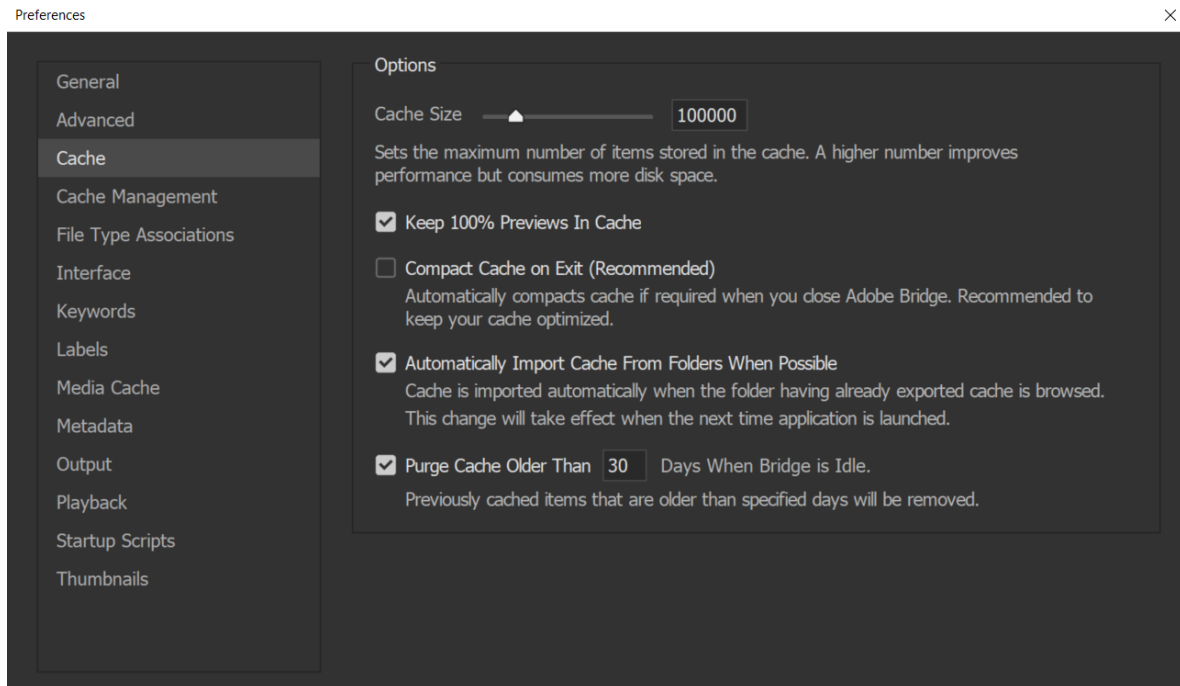 Preferences
General
Advanced
Cache
Cache Management
File Type Associations
Interface
Keywords
Labels
Media Cache
Metadata
Output
Playback
Startup Scripts
Thumbnails
Options
Cache Size 100000
Sets the maximum number of items stored in the cache. A higher number improves
performance but consumes more disk space.
Keep 100% Previews In Cache
Compact Cache on Exit (Recommended)
Automatically compacts cache if required when you close Adobe Bridge. Recommended to
keep your cache optimized.
Automatically Import Cache From Folders When Possible
Cache is imported automatically when the folder having already exported cache is browsed.
This change will take effect when the next time application is launched.
Purge Cache Older Than 30 Days When Bridge is Idle.
Previously cached items that are older than specified days will be removed.